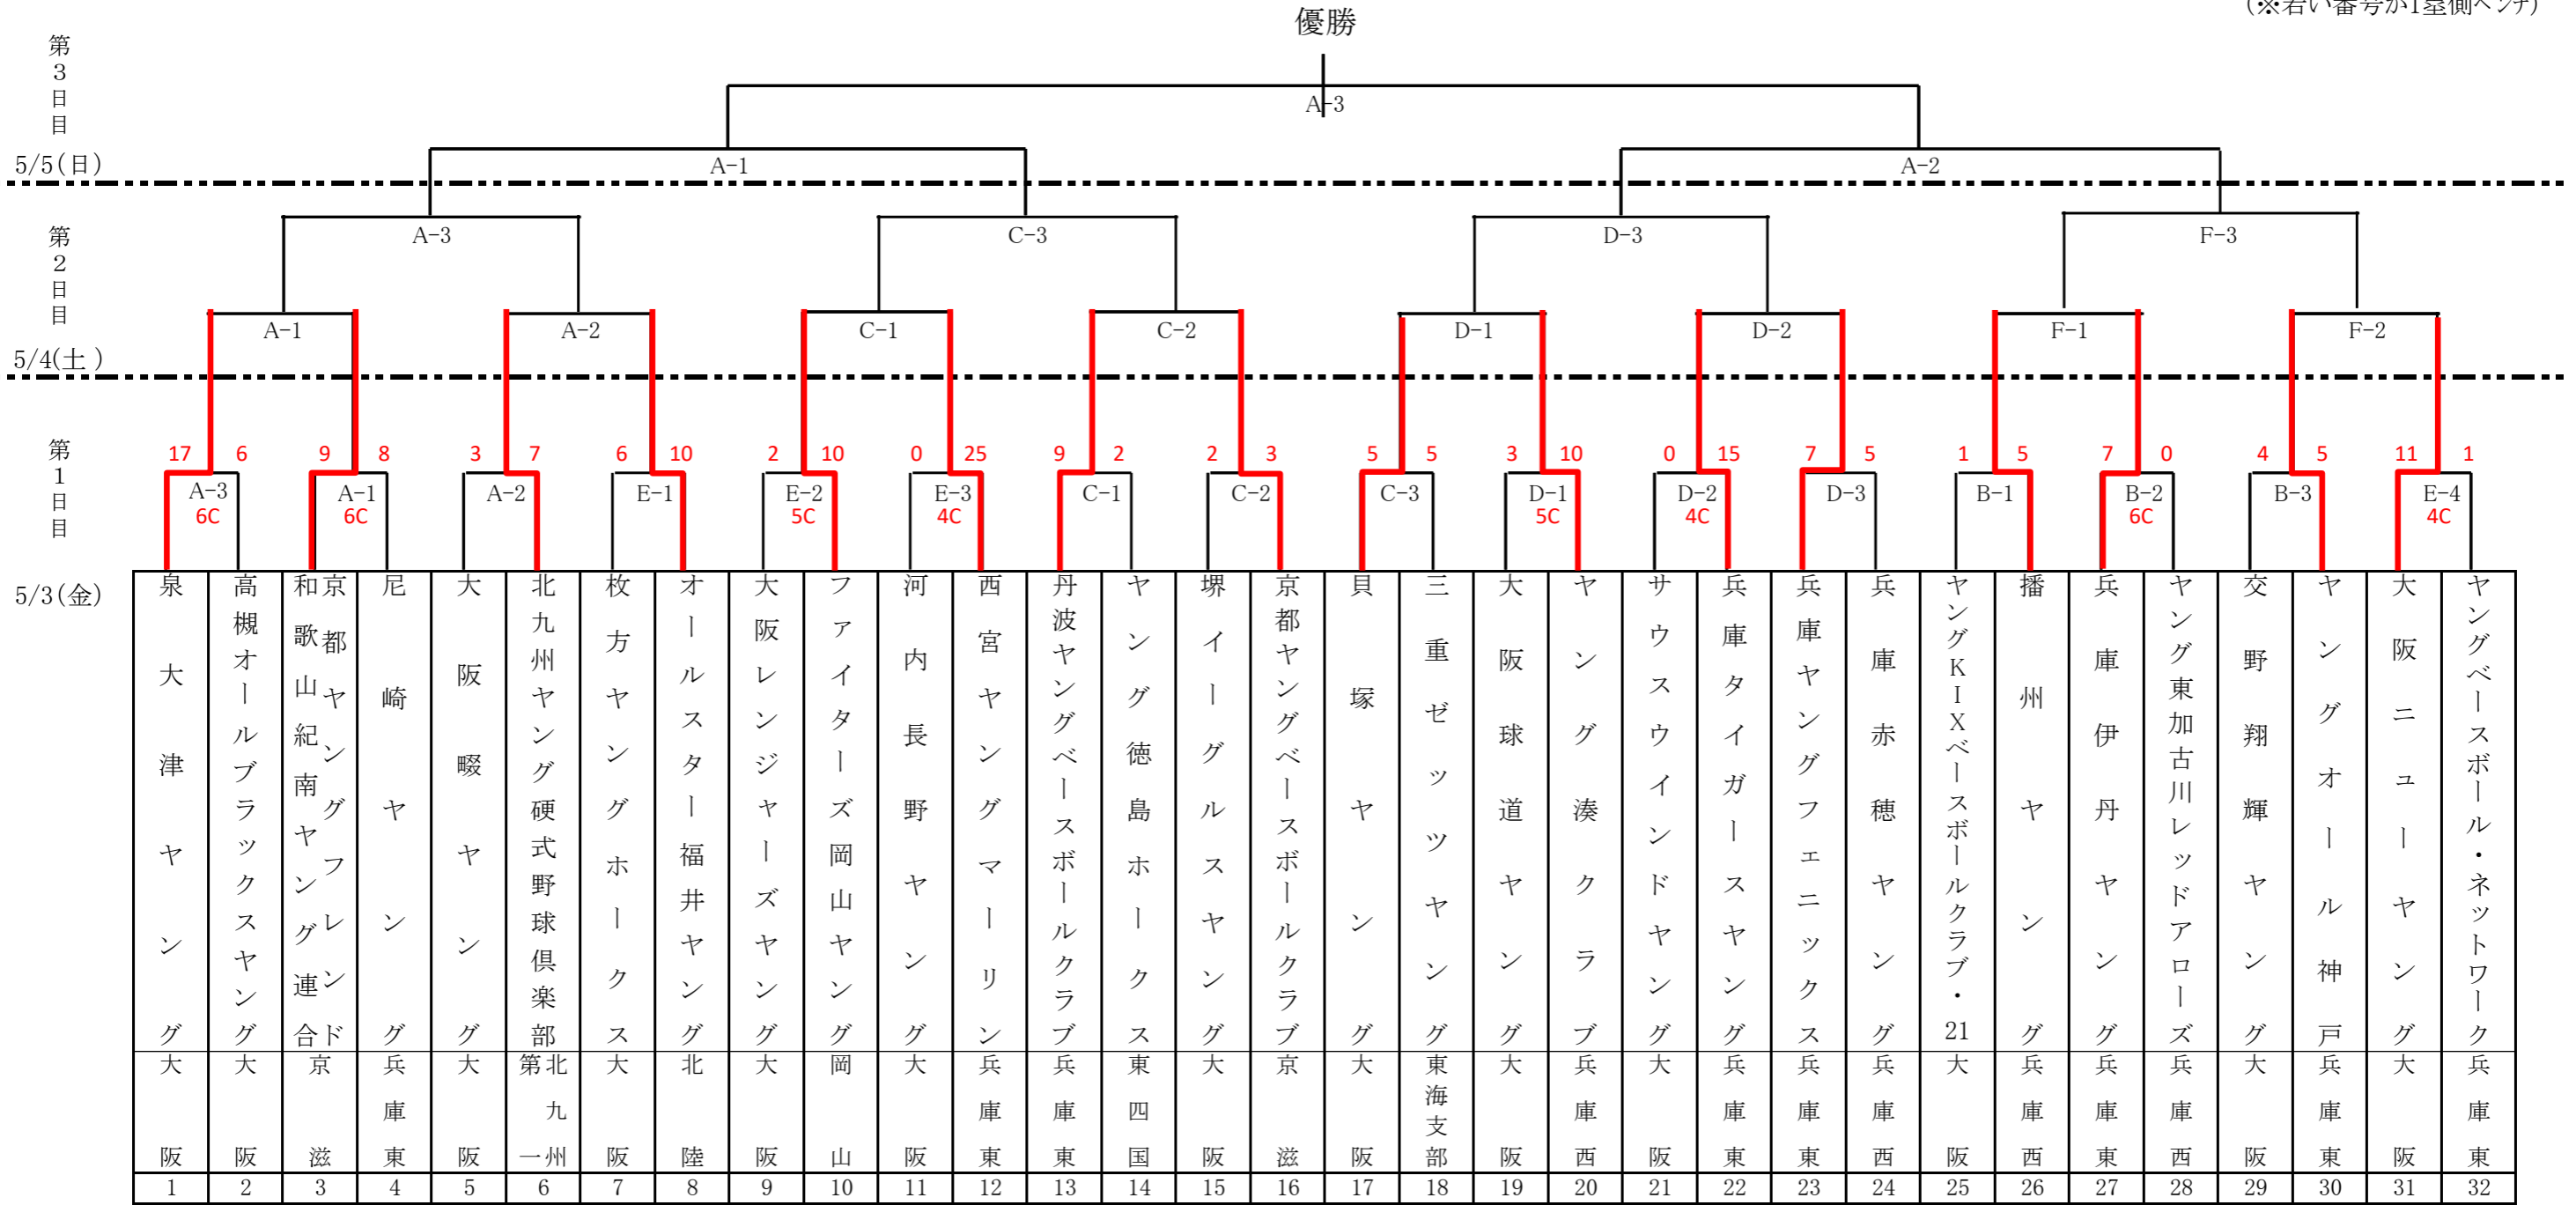 (※若い番号が1塁側ベンチ)
優勝
第3日目
A-3
5/5(日)
A-1
A-2
第2日目
A-3
C-3
D-3
F-3
A-1
A-2
C-1
C-2
D-1
D-2
F-1
F-2
5/4(土)
第1日目
17 6 9 8 3 7 6 10 2 10 0 25 9 2 2 3 5 5 3 10 0 15 7 5 1 5 7 0 4 5 11 1
A-3 A-1 A-2 E-1 E-2 E-3 C-1 C-2 C-3 D-1 D-2 D-3 B-1 B-2 B-3 E-4
6C 6C 5C 4C 5C 4C 6C 4C
5/3(金)
泉大津ヤング
高槻オールブラックスヤング
京都ヤングフレンド
和歌山紀南ヤング連合
尼崎ヤング
大阪畷ヤング
北九州ヤング硬式野球倶楽部
枚方ヤングホークス
オールスター福井ヤング
大阪レンジャーズヤング
ファイターズ岡山ヤング
河内長野ヤング
西宮ヤングマーリン
丹波ヤングベースボールクラブ
ヤング徳島ホークス
堺イーグルスヤング
京都ヤングベースボールクラブ
貝塚ヤング
三重ゼッツヤング
大阪球道ヤング
ヤング湊クラブ
サウスウインドヤング
兵庫タイガースヤング
兵庫ヤングフェニックス
兵庫赤穂ヤング
ヤングKIXベースボールクラブ・21
播州ヤング
兵庫伊丹ヤング
ヤング東加古川レッドアローズ
交野翔輝ヤング
ヤングオール神戸
大阪ニューヤング
ヤングベースボール・ネットワーク
大阪
大阪
京滋
兵庫東
大阪
北九州
第一
大阪
北陸
大阪
岡山
大阪
兵庫東
兵庫東
東四国
大阪
京滋
大阪
東海支部
大阪
兵庫西
大阪
兵庫東
兵庫東
兵庫西
大阪
兵庫西
兵庫東
兵庫西
大阪
兵庫東
大阪
兵庫東
1 2 3 4 5 6 7 8 9 10 11 12 13 14 15 16 17 18 19 20 21 22 23 24 25 26 27 28 29 30 31 32